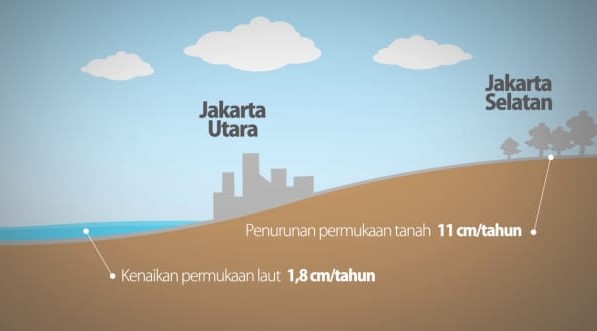 Jakarta
Utara
Jakarta
Selatan
Penurunan permukaan tanah 11 cm/tahun
Kenaikan permukaan laut 1,8 cm/tahun